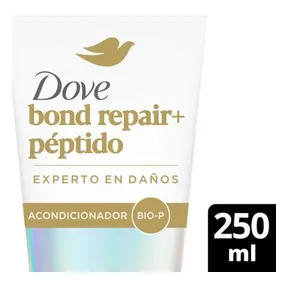 Dove
bond repair+
péptido
EXPERTO EN DAÑOS
ACONDICIONADOR BIO-P
250
ml